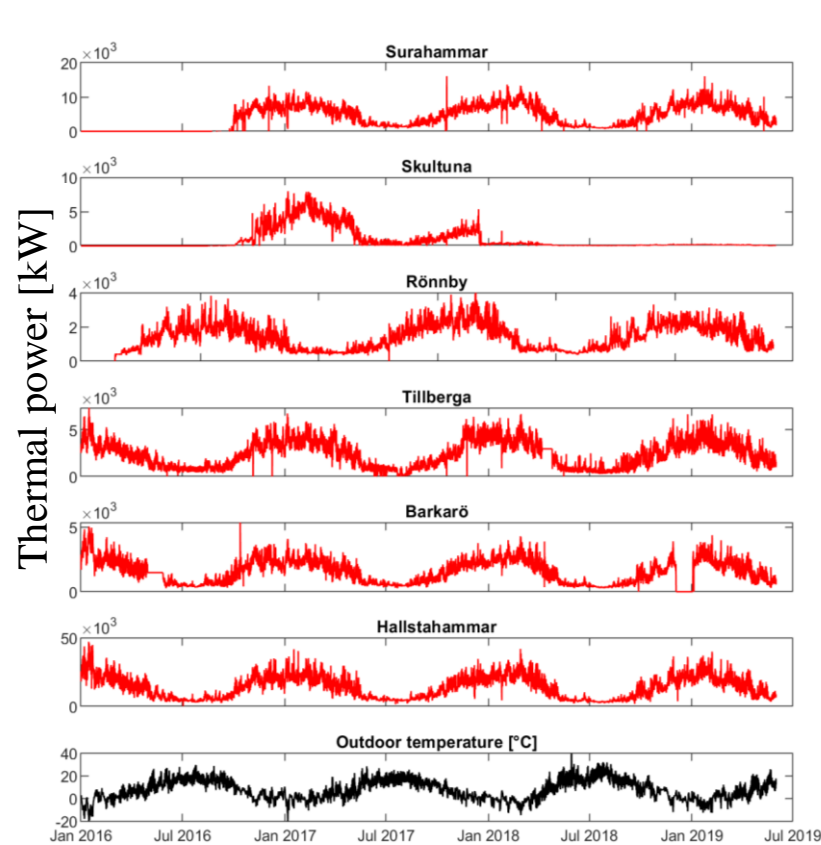 Thermal power [kW]
×10³
Surahammar
20
10
0
×10³
Skultuna
10
5
0
×10³
Rönnby
4
2
0
×10³
Tillberga
5
0
×10³
Barkarö
5
0
×10³
Hallstahammar
50
0
Outdoor temperature [°C]
40
20
0
-20
Jan 2016 Jul 2016 Jan 2017 Jul 2017 Jan 2018 Jul 2018 Jan 2019 Jul 2019